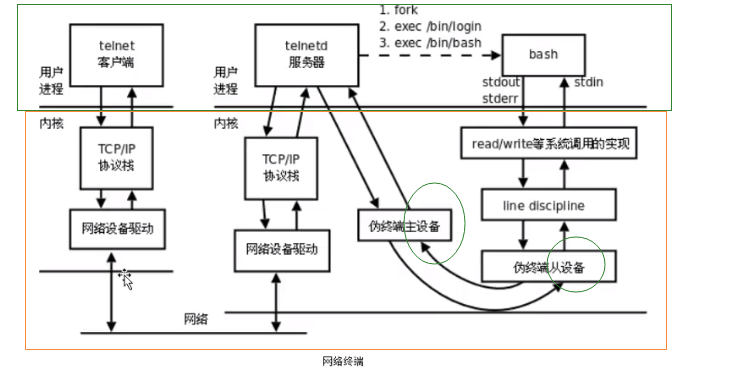 1. fork
2. exec /bin/login
3. exec /bin/bash
telnet
客户端
telnetd
服务器
bash
用户
进程
用户
进程
stdout
stdin
stderr
内核
内核
TCP/IP
协议栈
TCP/IP
协议栈
read/write等系统调用的实现
line discipline
网络设备驱动
网络设备驱动
伪终端主设备
伪终端从设备
网络
网络终端